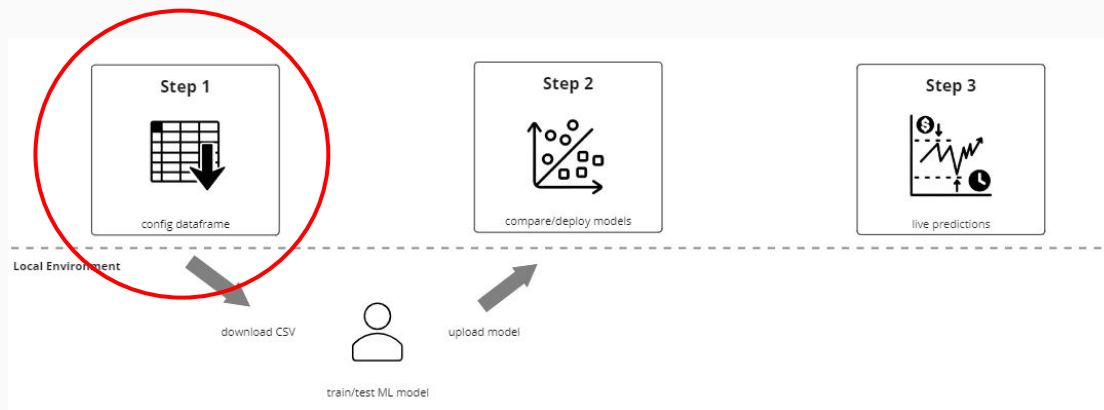 Step 1
config dataframe
Step 2
compare/deploy models
Step 3
$
live predictions
Local Environment
download CSV
train/test ML model
upload model